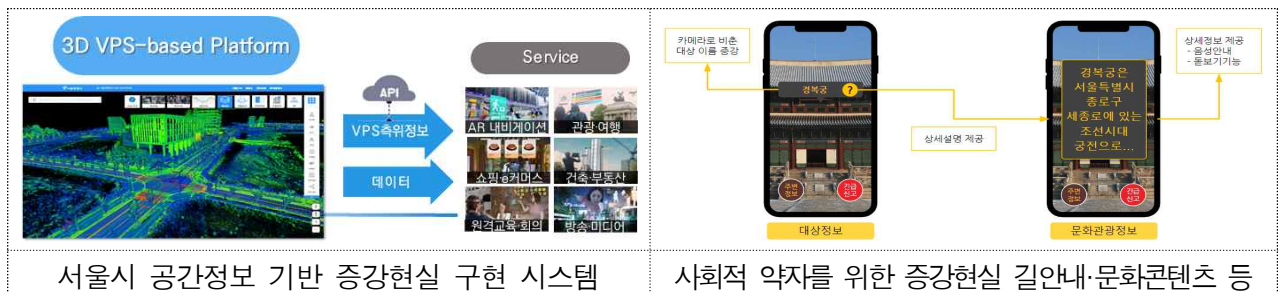 3D VPS-based Platform
Service
API
VPS측위정보
데이터
AR 내비게이션
관광·여행
쇼핑·e커머스
건축·부동산
원격교육·회의
방송·미디어
서울시 공간정보 기반 증강현실 구현 시스템
카메라로 비춘
대상 이름 증강
경복궁
?
상세설명 제공
주변
정보
긴급
신고
대상정보
상세정보 제공
- 음성안내
- 돋보기기능
경복궁은
서울특별시
종로구
세종로에 있는
조선시대
궁전으로...
주변
정보
긴급
신고
문화관광정보
사회적 약자를 위한 증강현실 길안내·문화콘텐츠 등